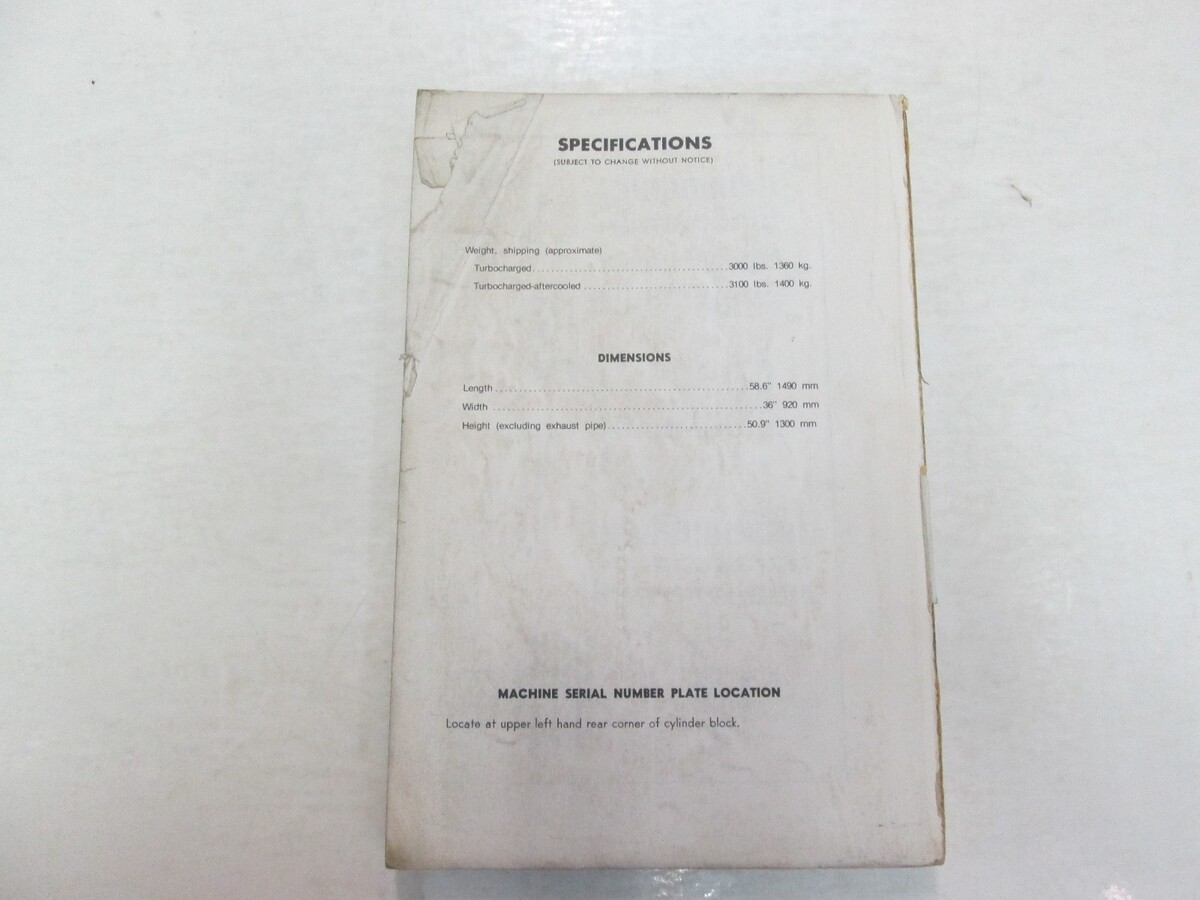 SPECIFICATIONS
(SUBJECT TO CHANGE WITHOUT NOTICE)
Weight, shipping (approximate)
Turbocharged..........................................3000 lbs. 1360 kg.
Turbocharged-aftercooled ...............................3100 lbs. 1400 kg.
DIMENSIONS
Length ......................................................58.6" 1490 mm
Width ..........................................................36" 920 mm
Height (excluding exhaust pipe)..............................50.9" 1300 mm
MACHINE SERIAL NUMBER PLATE LOCATION
Locate at upper left hand rear corner of cylinder block.